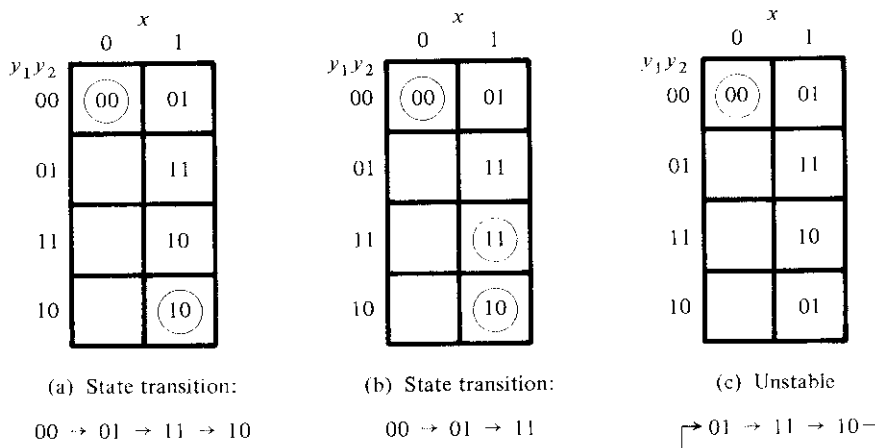 x x x
0 1 0 1 0 1
y1y2 y1y2 y1y2
00 00 01 00 00 01 00 00 01
01 11 01 11 01 11
11 10 11 11 11 10
10 10 10 10 10 01
(a) State transition: (b) State transition: (c) Unstable
00 → 01 → 11 → 10 00 → 01 → 11 → 01 → 11 → 10